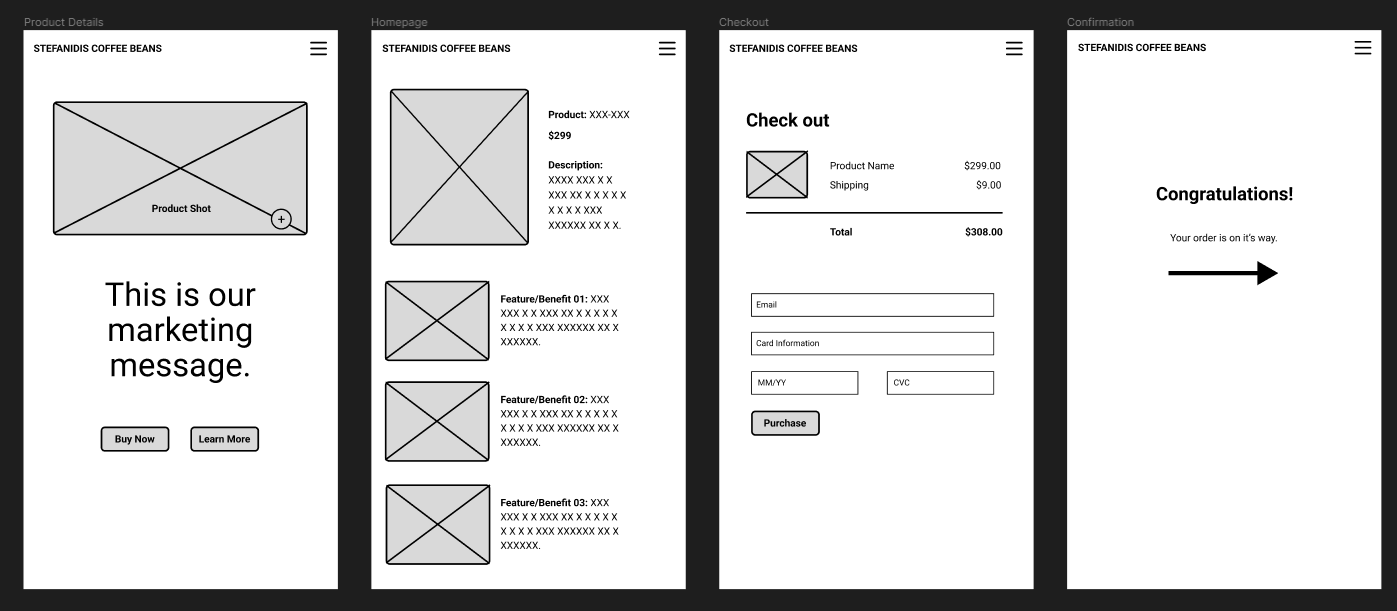 Product Details
STEFANIDIS COFFEE BEANS
Product Shot
+
This is our
marketing
message.
Buy Now
Learn More
Homepage
STEFANIDIS COFFEE BEANS
Product: XXX-XXX
$299
Description:
XXXX XXX X X
XXX XX X X X X X
X X X X XXX
XXXXXX XX X X.
Feature/Benefit 01: XXX
XXX X X XXX XX X X X X X
X X X X XXX XXXXXX XX X
XXXXXX.
Feature/Benefit 02: XXX
XXX X X XXX XX X X X X X
X X X X XXX XXXXXX XX X
XXXXXX.
Feature/Benefit 03: XXX
XXX X X XXX XX X X X X X
X X X X XXX XXXXXX XX X
XXXXXX.
Checkout
STEFANIDIS COFFEE BEANS
Check out
Product Name $299.00
Shipping $9.00
Total $308.00
Email
Card Information
MM/YY
CVC
Purchase
Confirmation
STEFANIDIS COFFEE BEANS
Congratulations!
Your order is on it's way.